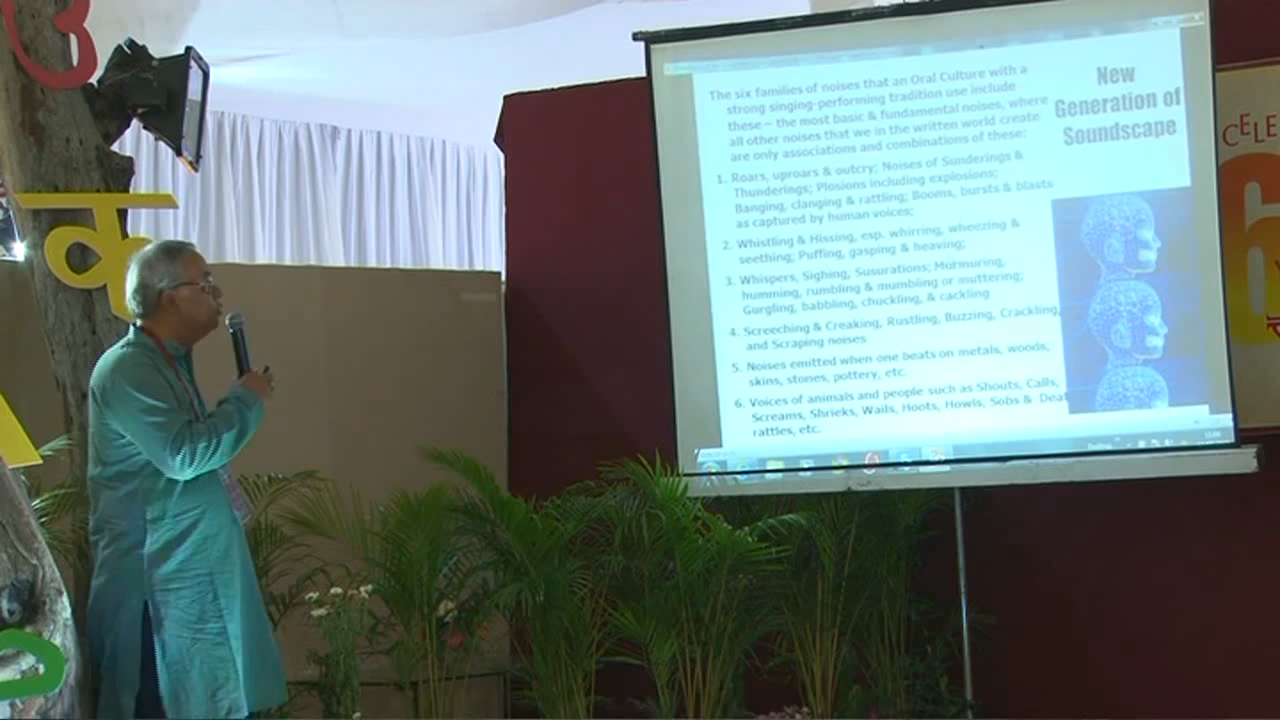 The six families of noises that an Oral Culture with a
strong singing-performing tradition use include
these – the most basic & fundamental noises, where
all other noises that we in the written world create
are only associations and combinations of these:
1. Roars, uproars & outcry; Noises of Sunderings &
Thunderings; Plosions including explosions;
Banging, clanging & rattling; Booms, bursts & blasts
as captured by human voices;
2. Whistling & Hissing, esp. whirring, wheezing &
seething; Puffing, gasping & heaving;
3. Whispers, Sighing, Susurations; Murmuring,
humming, rumbling & mumbling or muttering;
Gurgling, babbling, chuckling, & cackling
4. Screeching & Creaking, Rustling, Buzzing, Crackling,
and Scraping noises
5. Noises emitted when one beats on metals, woods,
skins, stones, pottery, etc.
6. Voices of animals and people such as Shouts, Calls,
Screams, Shrieks, Wails, Hoots, Howls, Sobs & Deat
rattles, etc.
New
Generation of
Soundscape
CELE
6
क